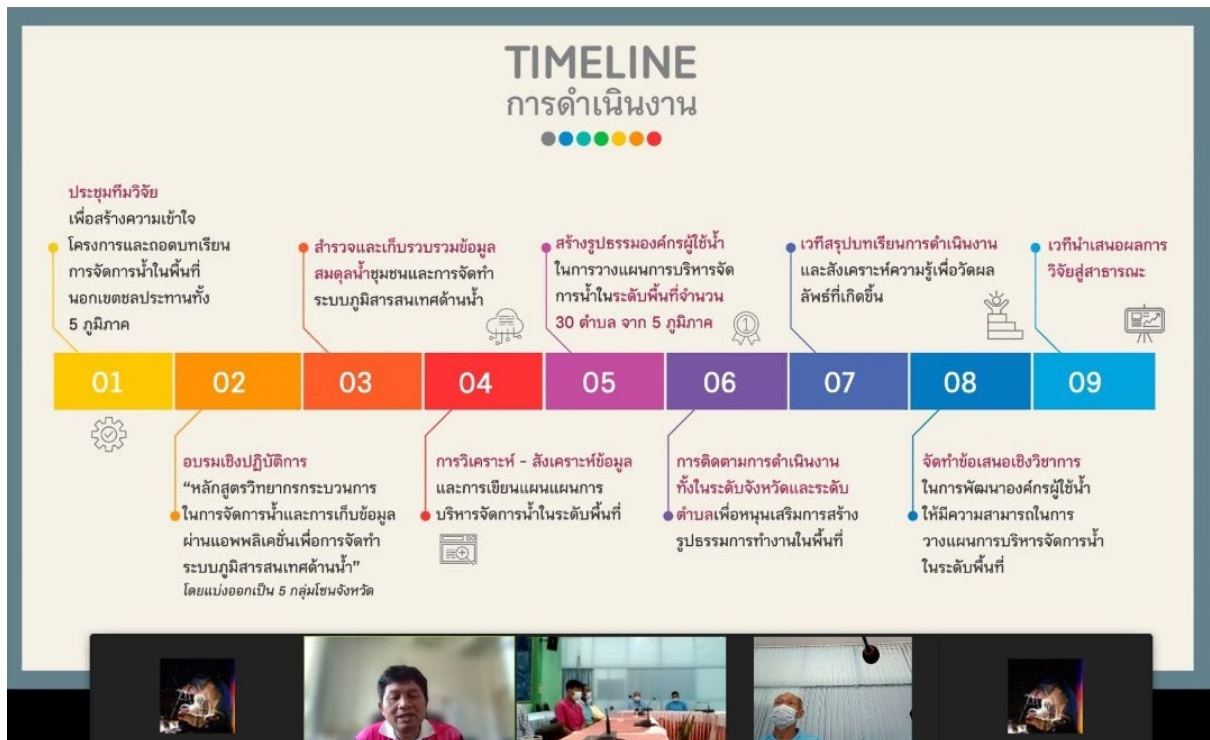 TIMELINE
การดำเนินงาน
ประชุมทีมวิจัย
เพื่อสร้างความเข้าใจ
โครงการและถอดบทเรียน
การจัดการน้ำในพื้นที่
นอกเขตชลประทานทั้ง
5 ภูมิภาค
สำรวจและเก็บรวบรวมข้อมูล
สมดุลน้ำชุมชนและการจัดทำ
ระบบภูมิสารสนเทศด้านน้ำ
สร้างรูปธรรมองค์กรผู้ใช้น้ำ
ในการวางแผนการบริหารจัด
การน้ำในระดับพื้นที่จำนวน
30 ตำบล จาก 5 ภูมิภาค
เวทีสรุปบทเรียนการดำเนินงาน
และสังเคราะห์ความรู้เพื่อวัดผล
ลัพธ์ที่เกิดขึ้น
เวทีนำเสนอผลการ
วิจัยสู่สาธารณะ
01 02 03 04 05 06 07 08 09
อบรมเชิงปฏิบัติการ
“หลักสูตรวิทยากรกระบวนการ
ในการจัดการน้ำและการเก็บข้อมูล
ผ่านแอพพลิเคชั่นเพื่อการจัดทำ
ระบบภูมิสารสนเทศด้านน้ำ”
โดยแบ่งออกเป็น 5 กลุ่มโซนจังหวัด
การวิเคราะห์ - สังเคราะห์ข้อมูล
และการเขียนแผนแผนการ
บริหารจัดการน้ำในระดับพื้นที่
การติดตามการดำเนินงาน
ทั้งในระดับจังหวัดและระดับ
ตำบลเพื่อหนุนเสริมการสร้าง
รูปธรรมการทำงานในพื้นที่
จัดทำข้อเสนอเชิงวิชาการ
ในการพัฒนาองค์กรผู้ใช้น้ำ
ให้มีความสามารถในการ
วางแผนการบริหารจัดการน้ำ
ในระดับพื้นที่